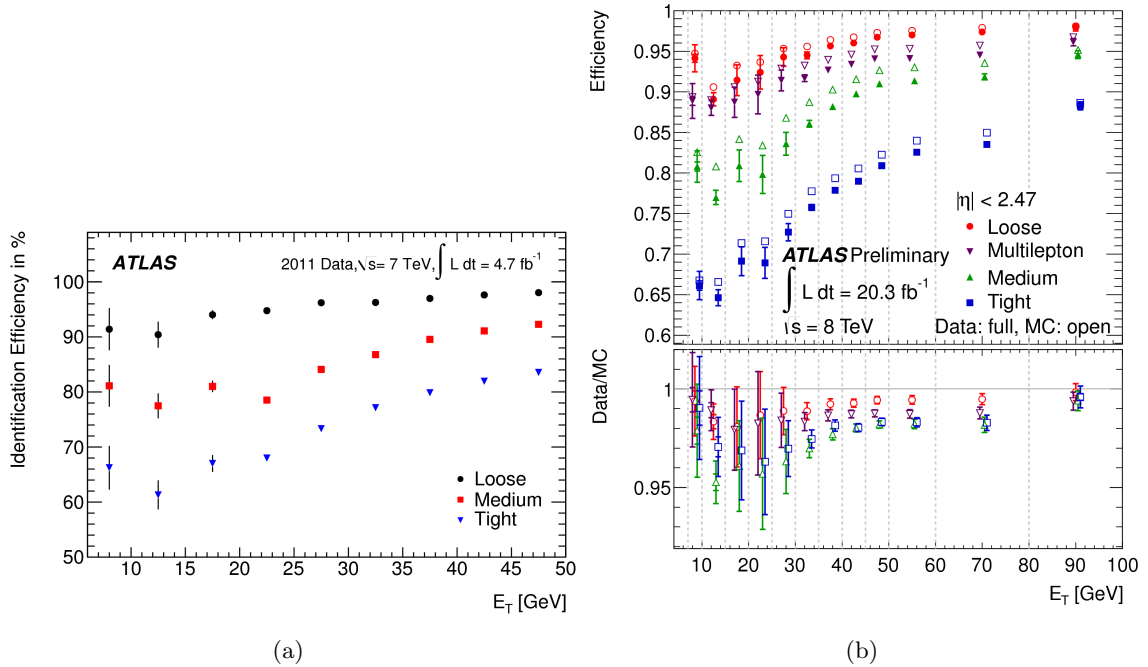 ATLAS
2011 Data,√s= 7 TeV,∫ L dt = 4.7 fb⁻¹
Identification Efficiency in %
100
90
80
70
60
50
Loose
Medium
Tight
10 15 20 25 30 35 40 45 50
E_T [GeV]
(a)
Efficiency
1
0.95
0.9
0.85
0.8
0.75
0.7
0.65
0.6
|η| < 2.47
Loose
Multilepton
Medium
Tight
ATLAS Preliminary
∫ L dt = 20.3 fb⁻¹
√s = 8 TeV
Data: full, MC: open
Data/MC
1
0.95
10 20 30 40 50 60 70 80 90 100
E_T [GeV]
(b)